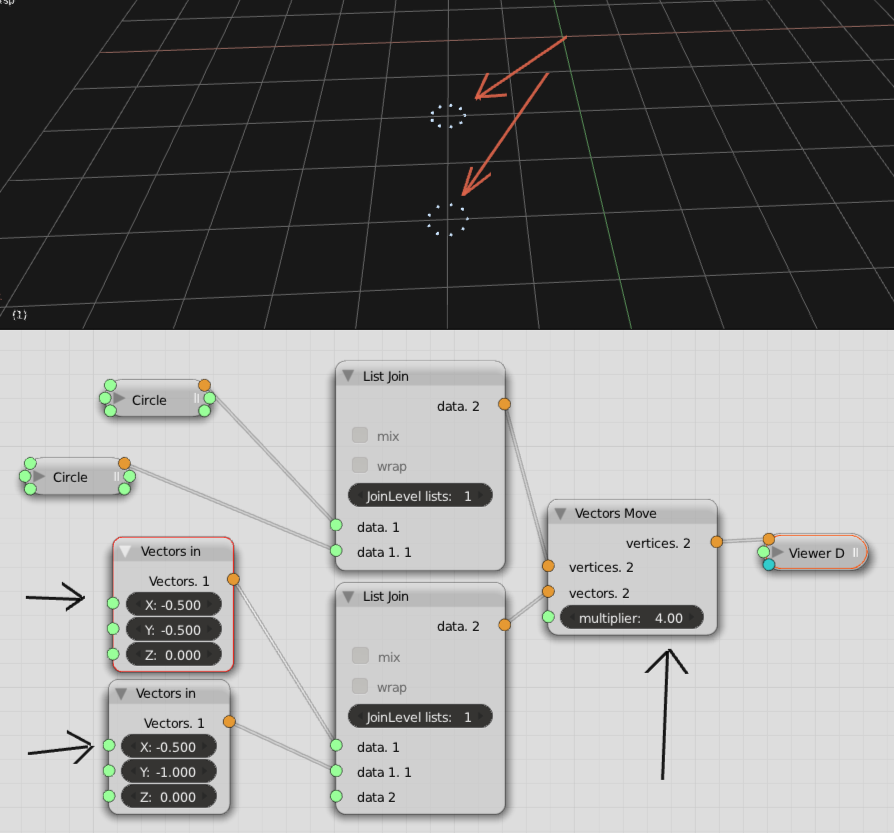 (1)
Circle
Circle
Vectors in
Vectors. 1
X: -0.500
Y: -0.500
Z: 0.000
Vectors in
Vectors. 1
X: -0.500
Y: -1.000
Z: 0.000
List Join
data. 2
mix
wrap
JoinLevel lists: 1
data. 1
data 1. 1
List Join
data. 2
mix
wrap
JoinLevel lists: 1
data. 1
data 1. 1
data 2
Vectors Move
vertices. 2
vertices. 2
vectors. 2
multiplier: 4.00
Viewer D